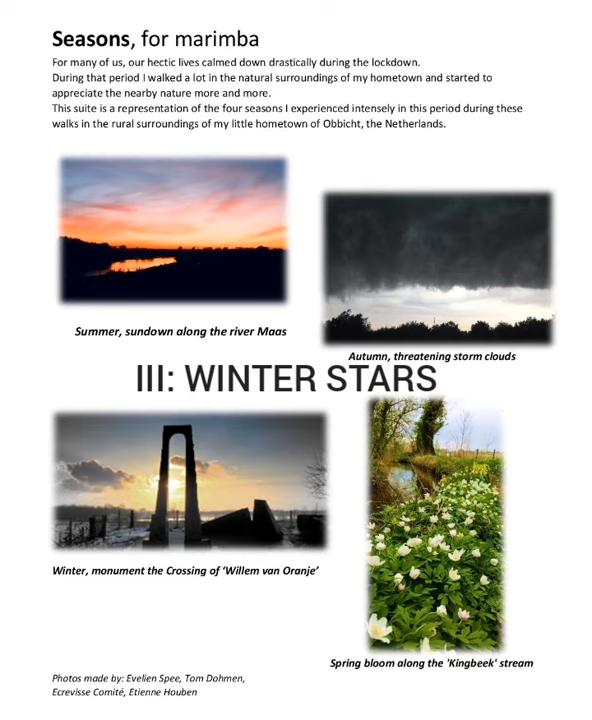 Seasons, for marimba
For many of us, our hectic lives calmed down drastically during the lockdown.
During that period I walked a lot in the natural surroundings of my hometown and started to
appreciate the nearby nature more and more.
This suite is a representation of the four seasons I experienced intensely in this period during these
walks in the rural surroundings of my little hometown of Obbicht, the Netherlands.
Summer, sundown along the river Maas
Autumn, threatening storm clouds
III: WINTER STARS
Winter, monument the Crossing of ‘Willem van Oranje’
Spring bloom along the 'Kingbeek' stream
Photos made by: Evelien Spee, Tom Dohmen,
Ecrevisse Comité, Etienne Houben